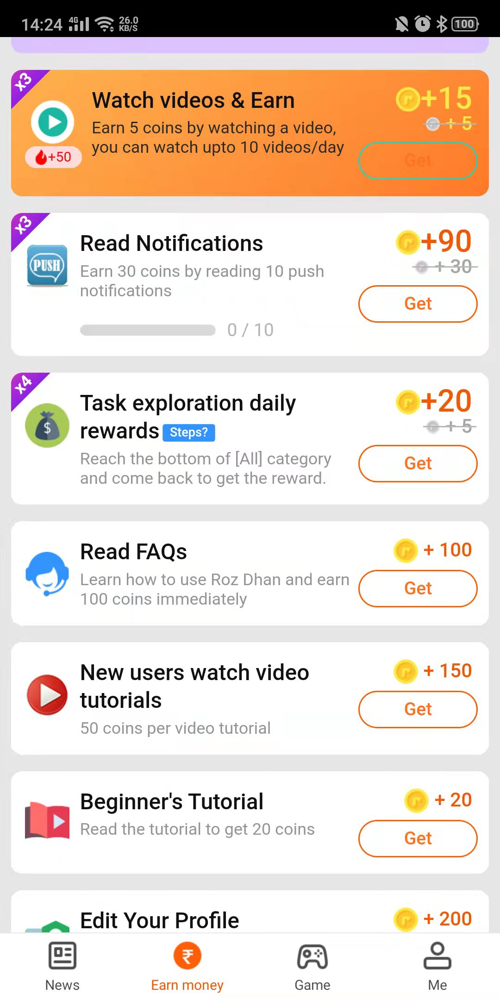 14:24 4G 26.0 KB/S 100
x3
Watch videos & Earn
+15
Earn 5 coins by watching a video,
+ 5
you can watch upto 10 videos/day
+50
Get
x3
Read Notifications
+90
PUSH
Earn 30 coins by reading 10 push
+ 30
notifications
Get
0 / 10
x4
Task exploration daily
+20
rewards Steps?
+ 5
$
Reach the bottom of [All] category
and come back to get the reward.
Get
Read FAQs
+ 100
Learn how to use Roz Dhan and earn
100 coins immediately
Get
New users watch video
+ 150
tutorials
Get
50 coins per video tutorial
Beginner's Tutorial
+ 20
Read the tutorial to get 20 coins
Get
Edit Your Profile
+ 200
₹
News Earn money Game Me